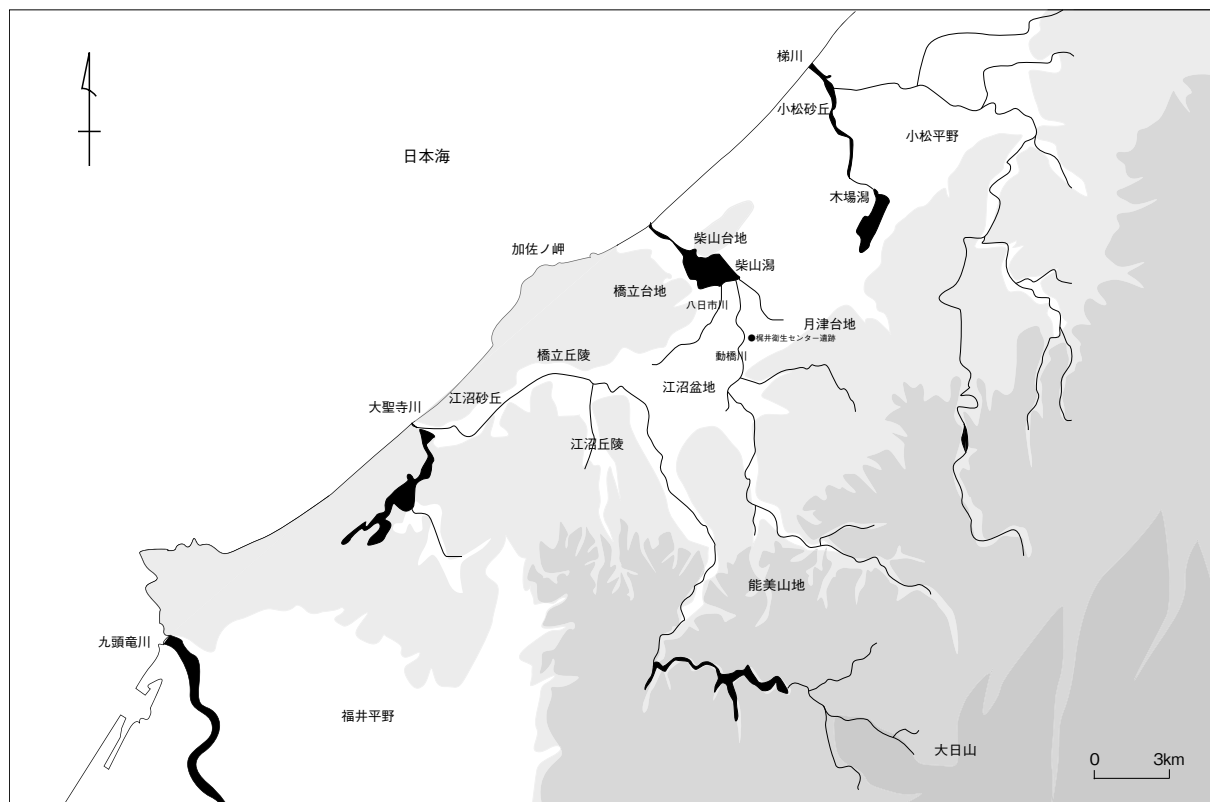 梯川
小松砂丘
小松平野
日本海
木場潟
柴山台地
加佐ノ岬
柴山潟
橋立台地
八日市川
月津台地
梶井衛生センター遺跡
橋立丘陵
動橋川
江沼盆地
江沼砂丘
大聖寺川
江沼丘陵
能美山地
九頭竜川
福井平野
大日山
0 3km